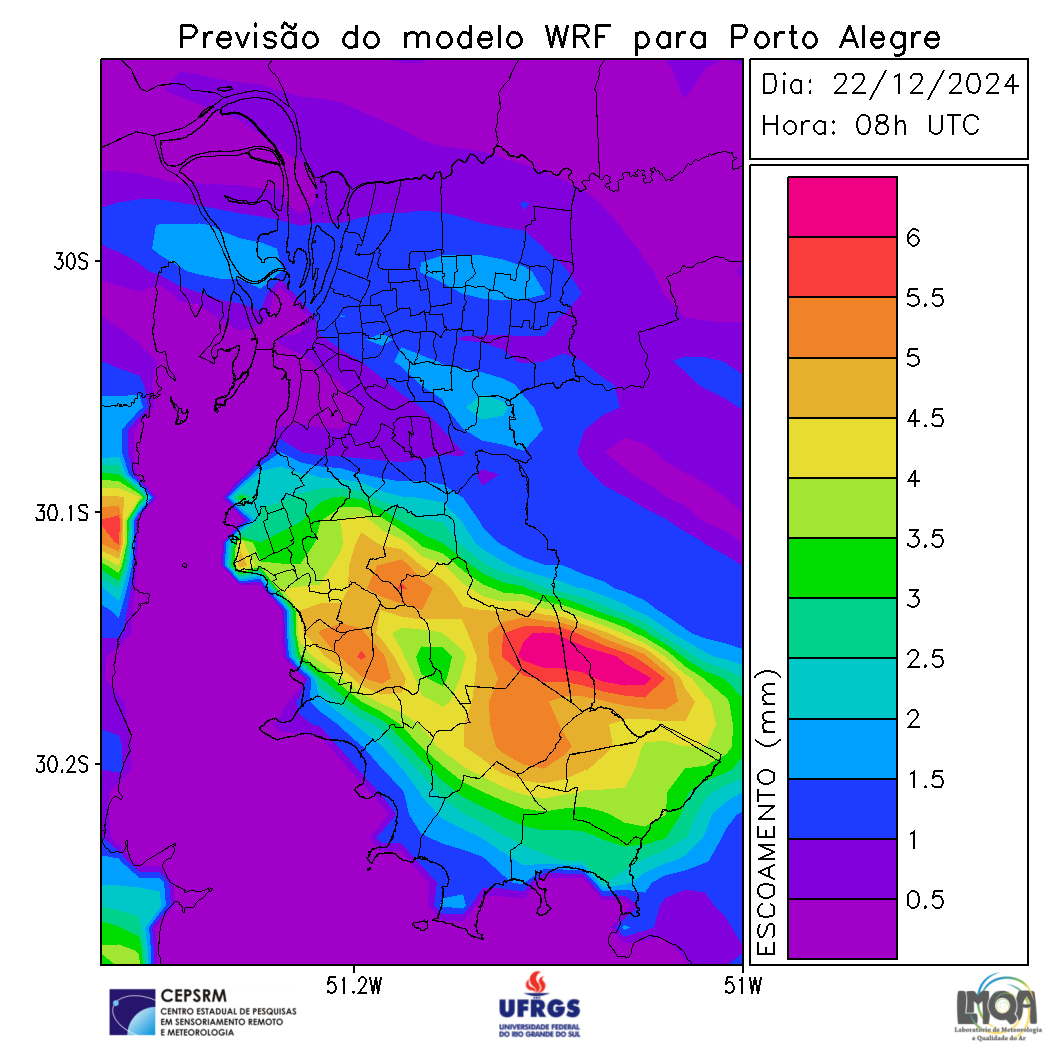 Previsão do modelo WRF para Porto Alegre
Dia: 22/12/2024
Hora: 08h UTC
30S
30.1S
30.2S
51.2W
51W
6
5.5
5
4.5
4
3.5
3
2.5
2
1.5
1
0.5
ESCOAMENTO (mm)
CEPSRM
CENTRO ESTADUAL DE PESQUISAS
EM SENSORIAMENTO REMOTO
E METEOROLOGIA
UFRGS
UNIVERSIDADE FEDERAL
DO RIO GRANDE DO SUL
LMQA
Laboratório de Meteorologia
e Qualidade do Ar